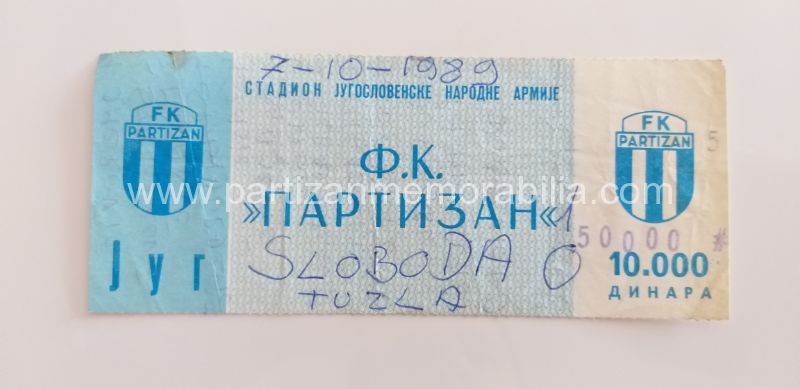 7-10-1989
СТАДИОН ЈУГОСЛОВЕНСКЕ НАРОДНЕ АРМИЈЕ
FK
PARTIZAN
Ф.К.
»ПАРТИЗАН«
1
SLOBODA 0
TUZLA
Југ
FK
PARTIZAN
5
50000 #
10.000
ДИНАРА
www.partizanmemorabilia.com